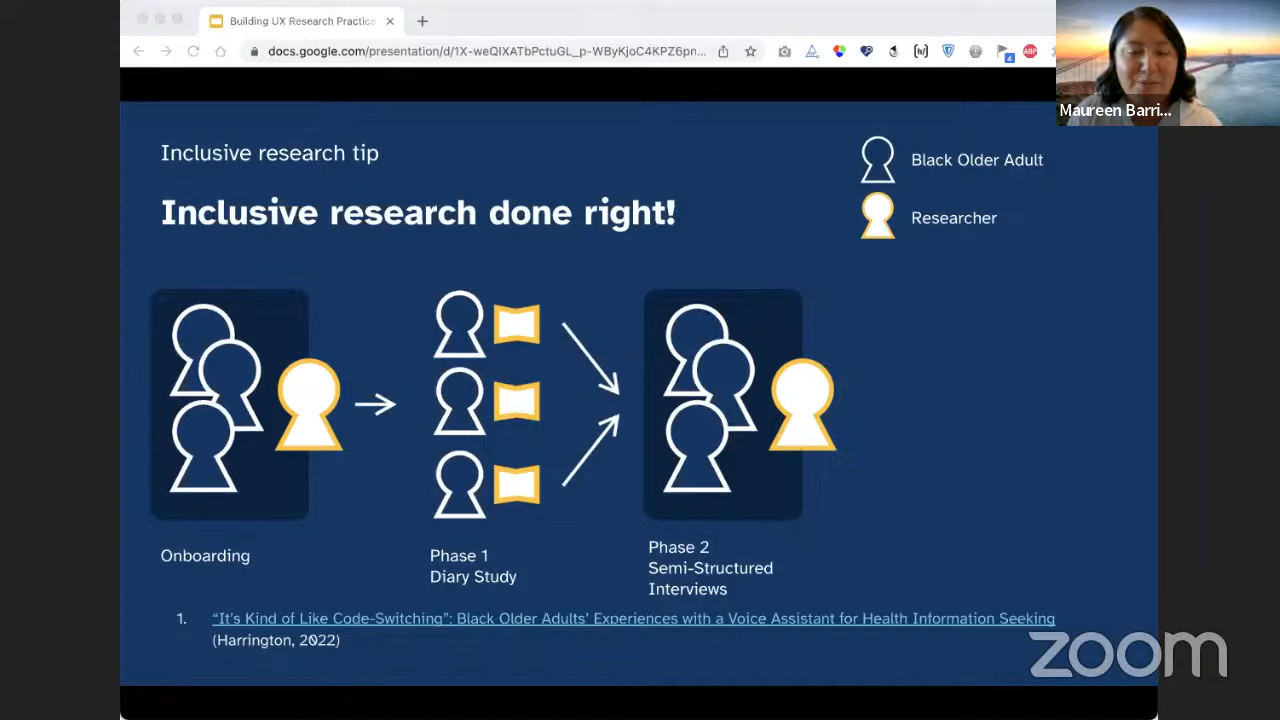 Building UX Research Practice
docs.google.com/presentation/d/1X-weQIXATbPctuGL_p-WByKjoC4KPZ6pn...
[w]
4
ABP
Maureen Barri...
Inclusive research tip
Inclusive research done right!
Black Older Adult
Researcher
Onboarding
Phase 1
Diary Study
Phase 2
Semi-Structured
Interviews
1. “It's Kind of Like Code-Switching”: Black Older Adults’ Experiences with a Voice Assistant for Health Information Seeking
(Harrington, 2022)
zoom